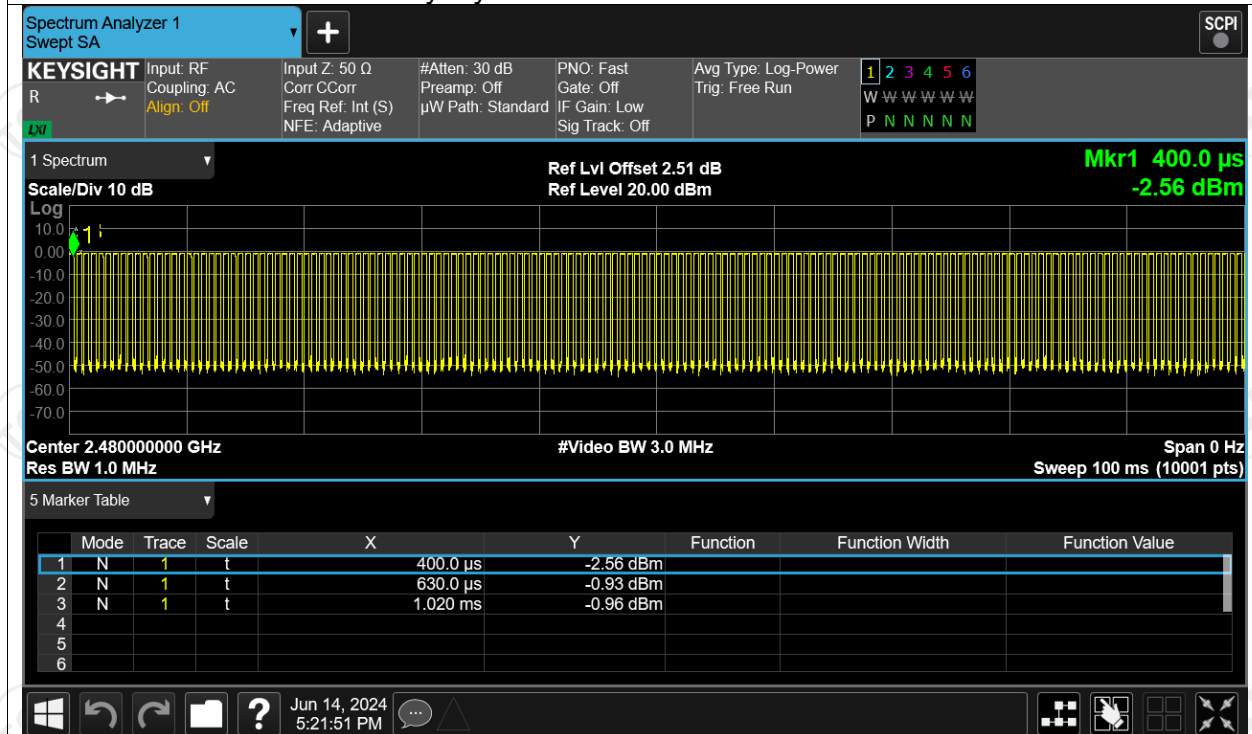 Spectrum Analyzer 1
Swept SA
+
SCPI
KEYSIGHT
R
LXI
Input: RF
Coupling: AC
Align: Off
Input Z: 50 Ω
Corr CCorr
Freq Ref: Int (S)
NFE: Adaptive
#Atten: 30 dB
Preamp: Off
µW Path: Standard
PNO: Fast
Gate: Off
IF Gain: Low
Sig Track: Off
Avg Type: Log-Power
Trig: Free Run
1 2 3 4 5 6
W W W W W W
P N N N N N
1 Spectrum
Scale/Div 10 dB
Ref Lvl Offset 2.51 dB
Ref Level 20.00 dBm
Mkr1 400.0 µs
-2.56 dBm
Log
10.0
0.00
-10.0
-20.0
-30.0
-40.0
-50.0
-60.0
-70.0
1
Center 2.480000000 GHz
Res BW 1.0 MHz
#Video BW 3.0 MHz
Span 0 Hz
Sweep 100 ms (10001 pts)
5 Marker Table
Mode Trace Scale X Y Function Function Width Function Value
1 N 1 t 400.0 µs -2.56 dBm
2 N 1 t 630.0 µs -0.93 dBm
3 N 1 t 1.020 ms -0.96 dBm
4
5
6
?
Jun 14, 2024
5:21:51 PM